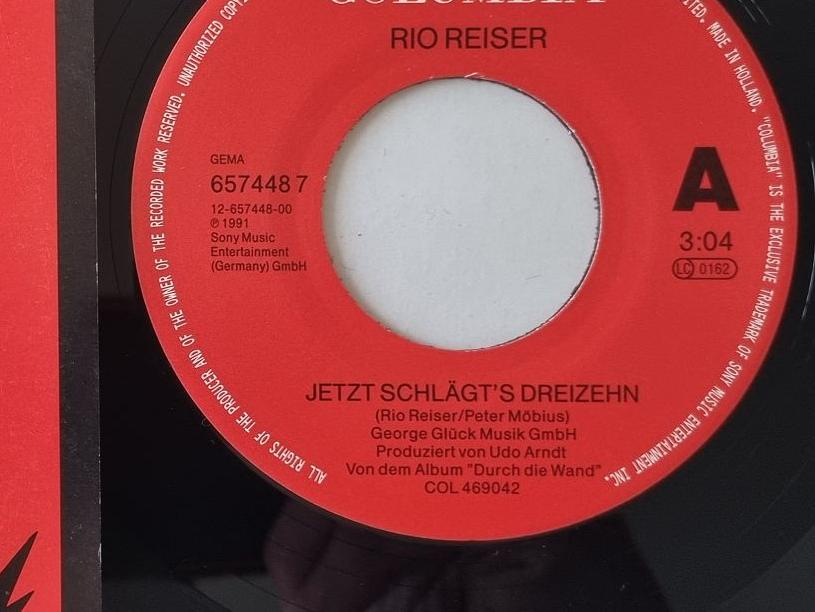 COLUMBIA
RIO REISER
GEMA
657448 7
12-657448-00
℗ 1991
Sony Music
Entertainment
(Germany) GmbH
A
3:04
LC 0162
JETZT SCHLÄGT'S DREIZEHN
(Rio Reiser/Peter Möbius)
George Glück Musik GmbH
Produziert von Udo Arndt
Von dem Album "Durch die Wand"
COL 469042
ALL RIGHTS OF THE PRODUCER AND OF THE OWNER OF THE RECORDED WORK RESERVED. UNAUTHORIZED
MADE IN HOLLAND. "COLUMBIA" IS THE EXCLUSIVE TRADEMARK OF SONY MUSIC ENTERTAINMENT INC.